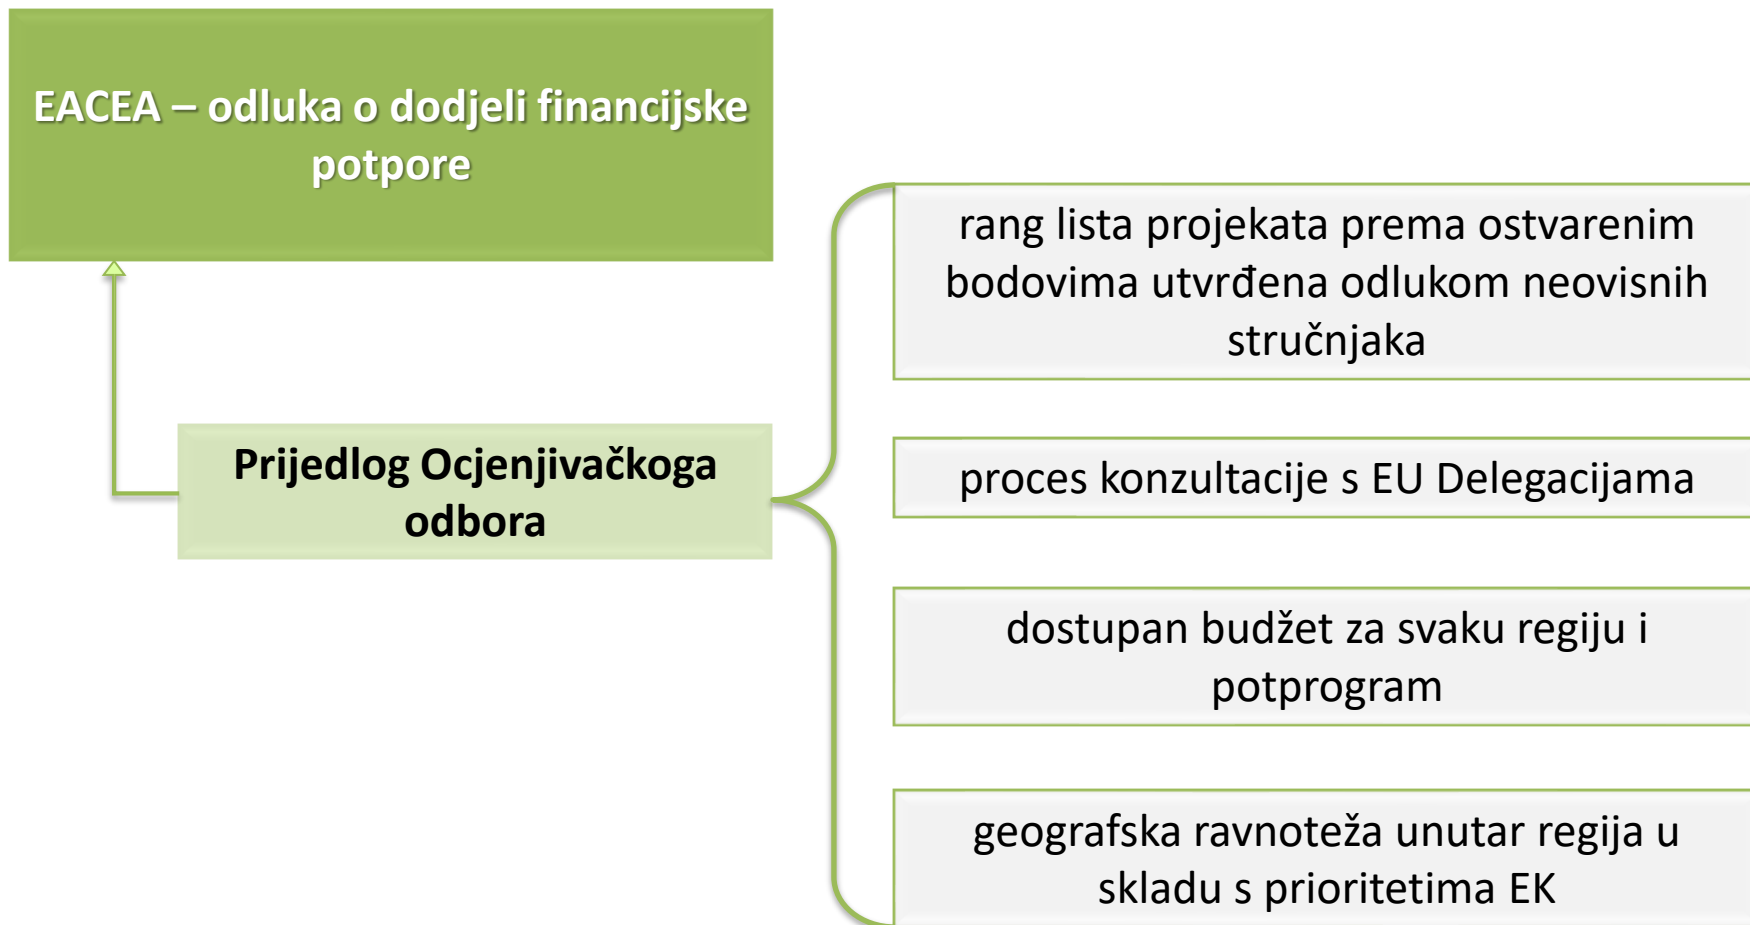 EACEA – odluka o dodjeli financijske
potpore
Prijedlog Ocjenjivačkoga
odbora
rang lista projekata prema ostvarenim
bodovima utvrđena odlukom neovisnih
stručnjaka
proces konzultacije s EU Delegacijama
dostupan budžet za svaku regiju i
potprogram
geografska ravnoteža unutar regija u
skladu s prioritetima EK